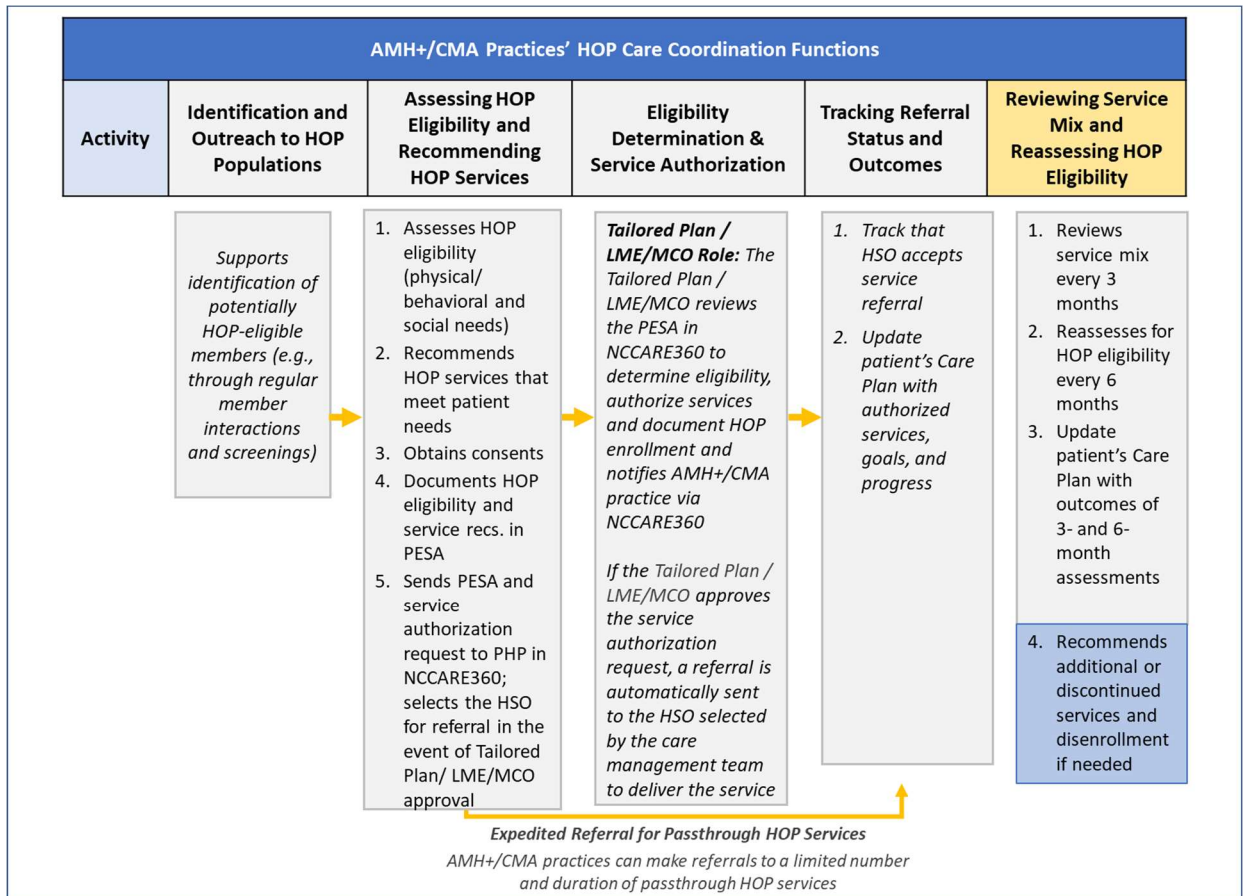 AMH+/CMA Practices’ HOP Care Coordination Functions
Activity
Identification and
Outreach to HOP
Populations
Assessing HOP
Eligibility and
Recommending
HOP Services
Eligibility
Determination &
Service Authorization
Tracking Referral
Status and
Outcomes
Reviewing Service
Mix and
Reassessing HOP
Eligibility
Supports
identification of
potentially
HOP-eligible
members (e.g.,
through regular
member
interactions
and screenings)
1. Assesses HOP
eligibility
(physical/
behavioral and
social needs)
2. Recommends
HOP services that
meet patient
needs
3. Obtains consents
4. Documents HOP
eligibility and
service recs. in
PESA
5. Sends PESA and
service
authorization
request to PHP in
NCCARE360;
selects the HSO
for referral in the
event of Tailored
Plan/ LME/MCO
approval
Tailored Plan /
LME/MCO Role: The
Tailored Plan /
LME/MCO reviews
the PESA in
NCCARE360 to
determine eligibility,
authorize services
and document HOP
enrollment and
notifies AMH+/CMA
practice via
NCCARE360
If the Tailored Plan /
LME/MCO approves
the service
authorization
request, a referral is
automatically sent
to the HSO selected
by the care
management team
to deliver the service
1. Track that
HSO accepts
service
referral
2. Update
patient’s Care
Plan with
authorized
services,
goals, and
progress
1. Reviews
service mix
every 3
months
2. Reassesses for
HOP eligibility
every 6
months
3. Update
patient’s Care
Plan with
outcomes of
3- and 6-
month
assessments
4. Recommends
additional or
discontinued
services and
disenrollment
if needed
Expedited Referral for Passthrough HOP Services
AMH+/CMA practices can make referrals to a limited number
and duration of passthrough HOP services